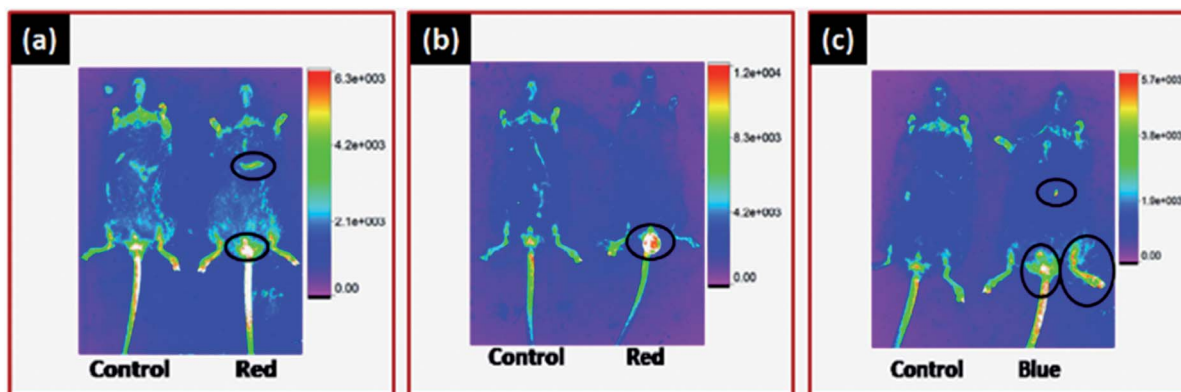 (a)
6.3e+003
4.2e+003
2.1e+003
0.00
Control Red
(b)
1.2e+004
8.3e+003
4.2e+003
0.00
Control Red
(c)
5.7e+003
3.8e+003
1.9e+003
0.00
Control Blue